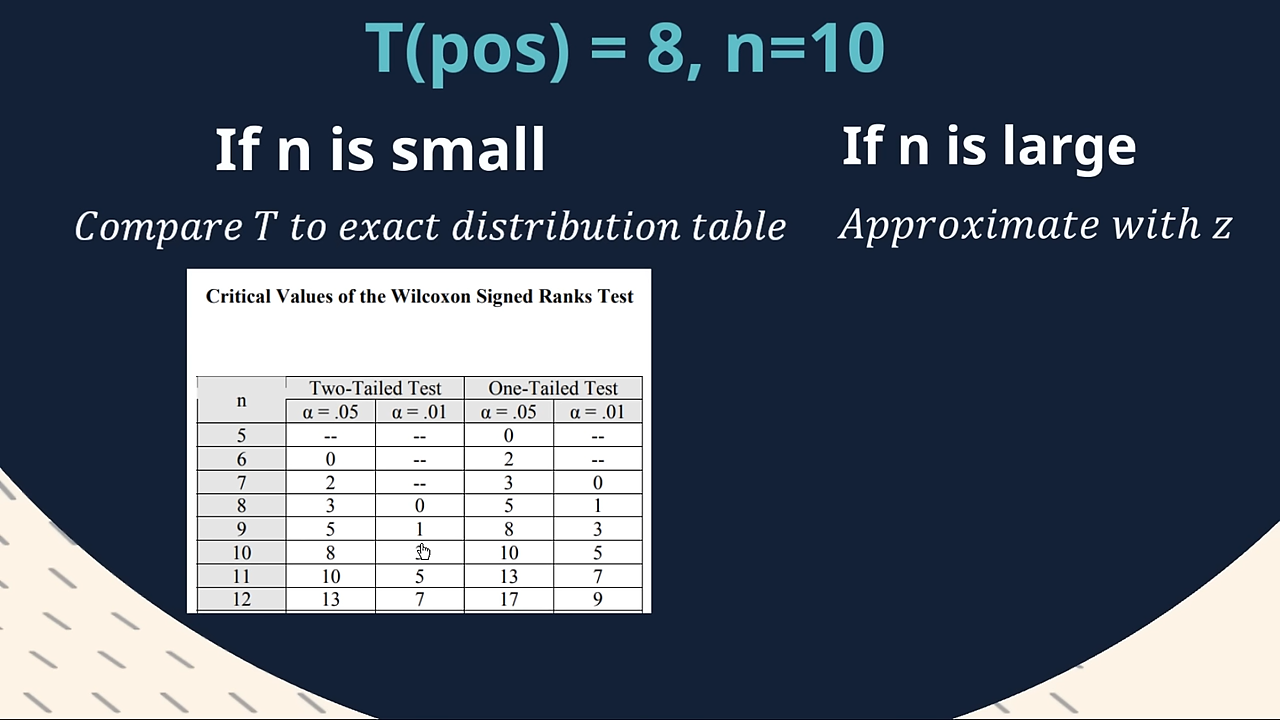 T(pos) = 8, n=10
If n is small
If n is large
Compare T to exact distribution table
Approximate with z
Critical Values of the Wilcoxon Signed Ranks Test
n Two-Tailed Test One-Tailed Test
α = .05 α = .01 α = .05 α = .01
5 -- -- 0 --
6 0 -- 2 --
7 2 -- 3 0
8 3 0 5 1
9 5 1 8 3
10 8 10 5
11 10 5 13 7
12 13 7 17 9